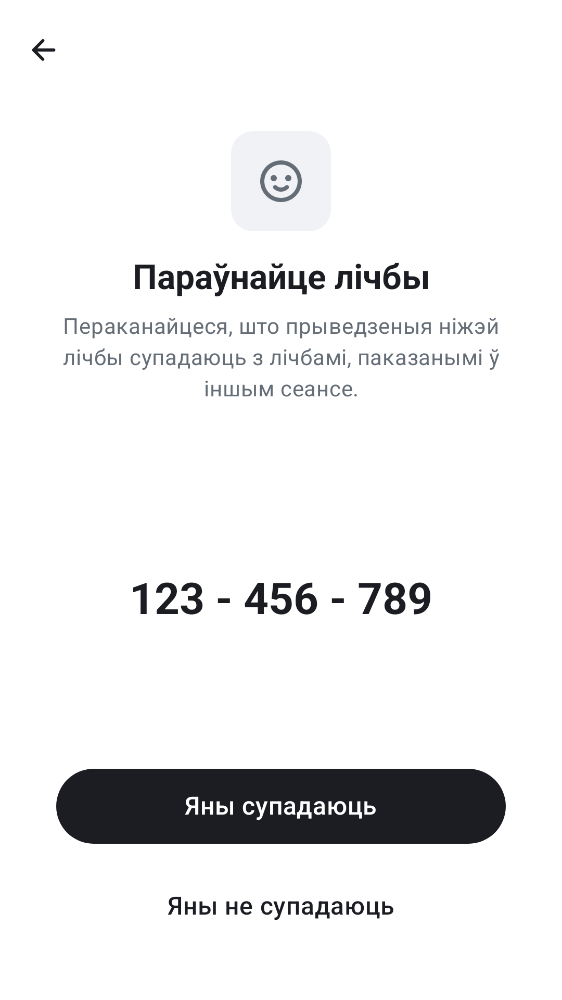 Параўнайце лічбы
Пераканайцеся, што прыведзеныя ніжэй
лічбы супадаюць з лічбамі, паказанымі ў
іншым сеансе.
123 - 456 - 789
Яны супадаюць
Яны не супадаюць